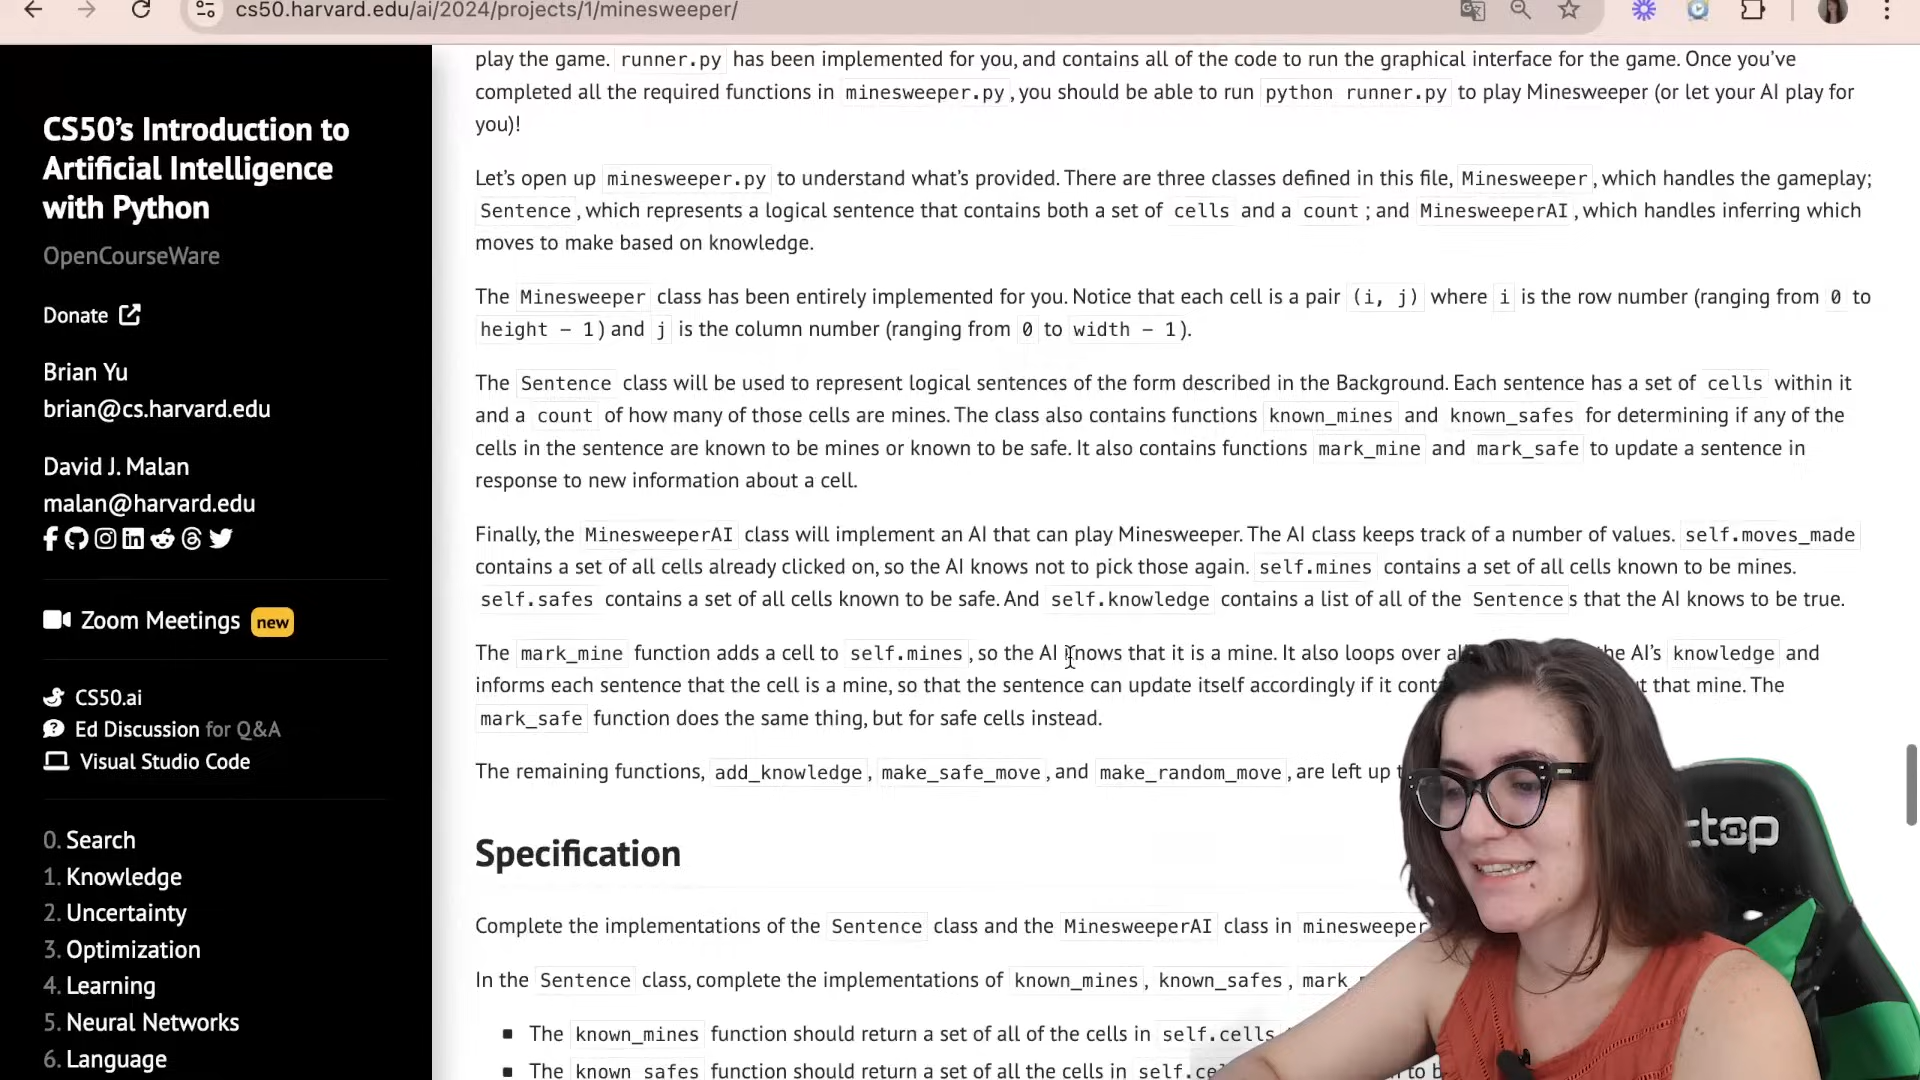 cs50.harvard.edu/ai/2024/projects/1/minesweeper/
CS50’s Introduction to
Artificial Intelligence
with Python
OpenCourseWare
Donate
Brian Yu
brian@cs.harvard.edu
David J. Malan
malan@harvard.edu
Zoom Meetings new
CS50.ai
Ed Discussion for Q&A
Visual Studio Code
0. Search
1. Knowledge
2. Uncertainty
3. Optimization
4. Learning
5. Neural Networks
6. Language
play the game. runner.py has been implemented for you, and contains all of the code to run the graphical interface for the game. Once you’ve
completed all the required functions in minesweeper.py, you should be able to run python runner.py to play Minesweeper (or let your AI play for
you)!
Let’s open up minesweeper.py to understand what’s provided. There are three classes defined in this file, Minesweeper, which handles the gameplay;
Sentence, which represents a logical sentence that contains both a set of cells and a count; and MinesweeperAI, which handles inferring which
moves to make based on knowledge.
The Minesweeper class has been entirely implemented for you. Notice that each cell is a pair (i, j) where i is the row number (ranging from 0 to
height - 1) and j is the column number (ranging from 0 to width - 1).
The Sentence class will be used to represent logical sentences of the form described in the Background. Each sentence has a set of cells within it
and a count of how many of those cells are mines. The class also contains functions known_mines and known_safes for determining if any of the
cells in the sentence are known to be mines or known to be safe. It also contains functions mark_mine and mark_safe to update a sentence in
response to new information about a cell.
Finally, the MinesweeperAI class will implement an AI that can play Minesweeper. The AI class keeps track of a number of values. self.moves_made
contains a set of all cells already clicked on, so the AI knows not to pick those again. self.mines contains a set of all cells known to be mines.
self.safes contains a set of all cells known to be safe. And self.knowledge contains a list of all of the Sentences that the AI knows to be true.
The mark_mine function adds a cell to self.mines, so the AI knows that it is a mine. It also loops over the AI’s knowledge and
informs each sentence that the cell is a mine, so that the sentence can update itself accordingly if it that mine. The
mark_safe function does the same thing, but for safe cells instead.
The remaining functions, add_knowledge, make_safe_move, and make_random_move, are left up
Specification
Complete the implementations of the Sentence class and the MinesweeperAI class in minesweeper
In the Sentence class, complete the implementations of known_mines, known_safes, mark_
The known_mines function should return a set of all of the cells in self.cells
The known_safes function should return a set of all the cells in